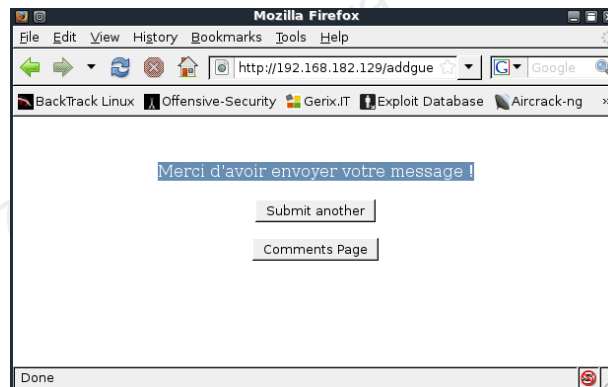 Mozilla Firefox
File Edit View History Bookmarks Tools Help
http://192.168.182.129/addgue G Google
BackTrack Linux Offensive-Security Gerix.IT Exploit Database Aircrack-ng »
Merci d'avoir envoyer votre message !
Submit another
Comments Page
Done